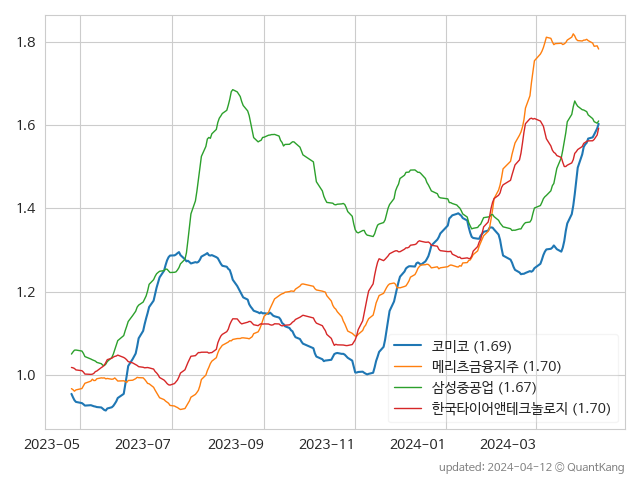 1.8
1.6
1.4
1.2
1.0
코미코 (1.69)
메리츠금융지주 (1.70)
삼성중공업 (1.67)
한국타이어앤테크놀로지 (1.70)
2023-05 2023-07 2023-09 2023-11 2024-01 2024-03
updated: 2024-04-12 © QuantKang